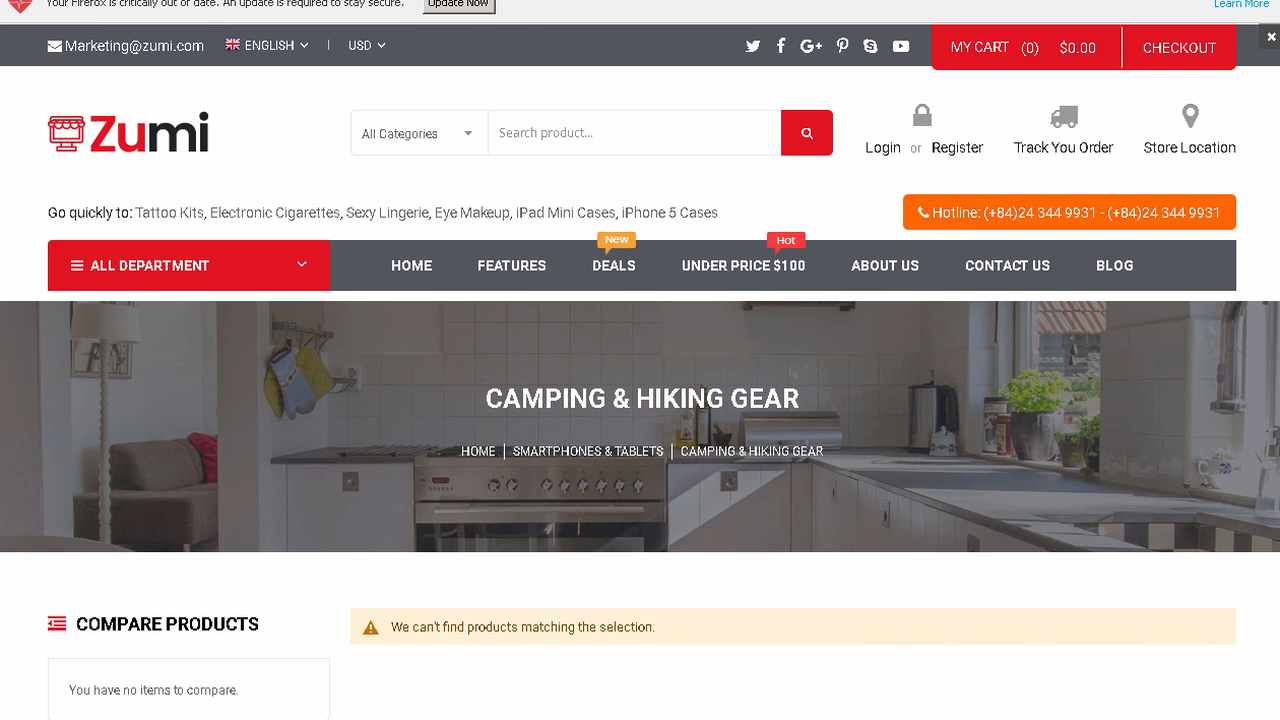 Your Firefox is critically out of date. An update is required to stay secure. Update Now Learn More
Marketing@zumi.com ENGLISH USD MY CART (0) $0.00 CHECKOUT
Zumi
All Categories Search product...
Login or Register Track You Order Store Location
Go quickly to: Tattoo Kits, Electronic Cigarettes, Sexy Lingerie, Eye Makeup, iPad Mini Cases, iPhone 5 Cases
Hotline: (+84)24 344 9931 - (+84)24 344 9931
New Hot
ALL DEPARTMENT HOME FEATURES DEALS UNDER PRICE $100 ABOUT US CONTACT US BLOG
CAMPING & HIKING GEAR
HOME SMARTPHONES & TABLETS CAMPING & HIKING GEAR
COMPARE PRODUCTS
We can't find products matching the selection.
You have no items to compare.